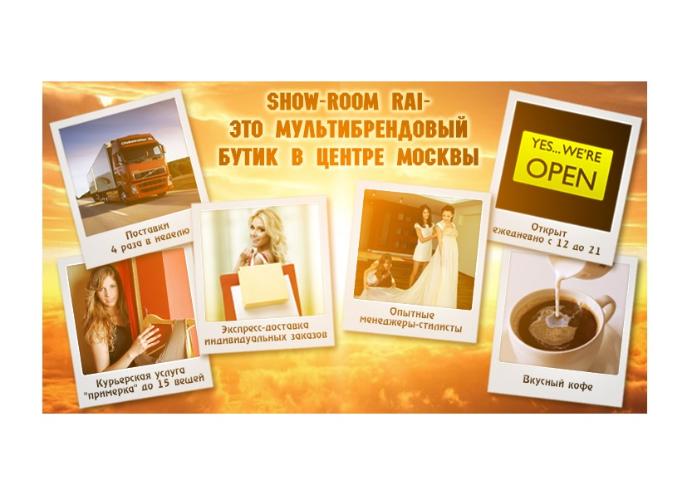 SHOW-ROOM RAI-
ЭТО МУЛЬТИБРЕНДОВЫЙ
БУТИК В ЦЕНТРЕ МОСКВЫ
Поставки
4 раза в неделю
YES...WE'RE
OPEN
Открыт
ежедневно с 12 до 21
Экспресс-доставка
индивидуальных заказов
Опытные
менеджеры-стилисты
Курьерская услуга
"примерка" до 15 вещей
Вкусный кофе